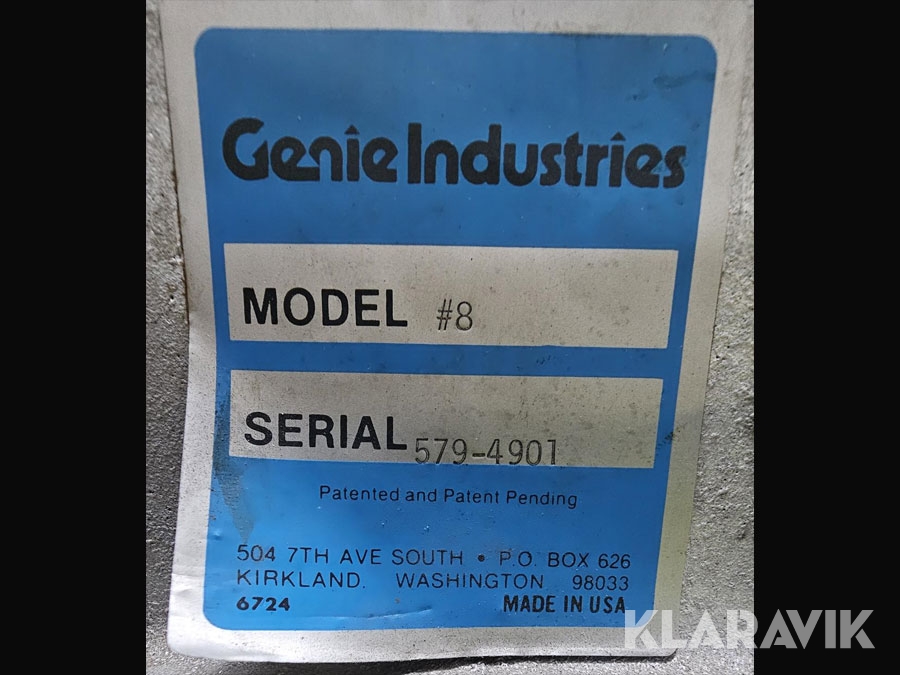 Genie Industries
MODEL #8
SERIAL 579-4901
Patented and Patent Pending
504 7TH AVE SOUTH • P.O. BOX 626
KIRKLAND, WASHINGTON 98033
6724 MADE IN USA
KLARAVIK